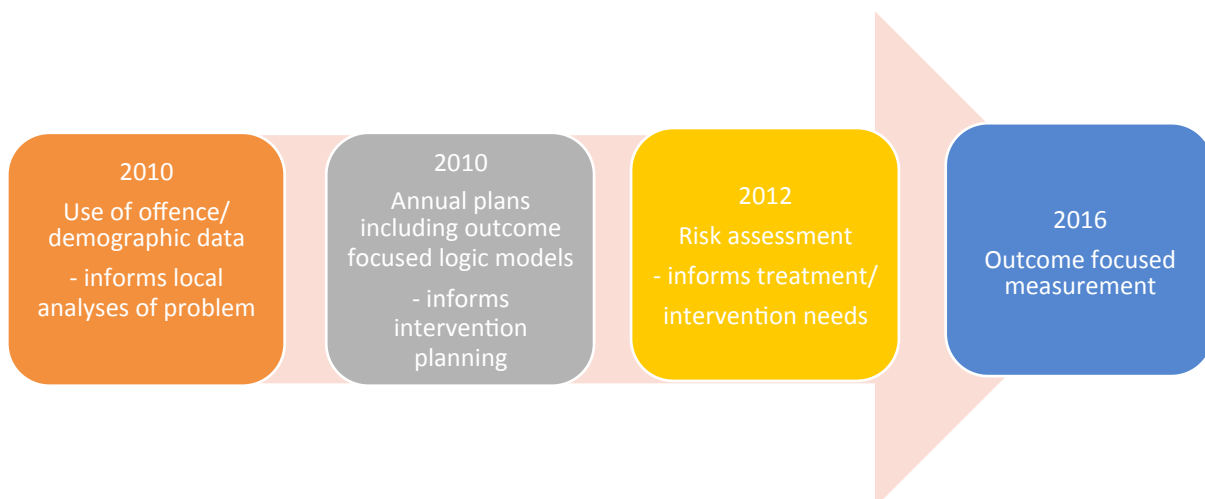 2010
Use of offence/
demographic data
- informs local
analyses of problem
2010
Annual plans
including outcome
focused logic models
- informs
intervention
planning
2012
Risk assessment
- informs treatment/
intervention needs
2016
Outcome focused
measurement